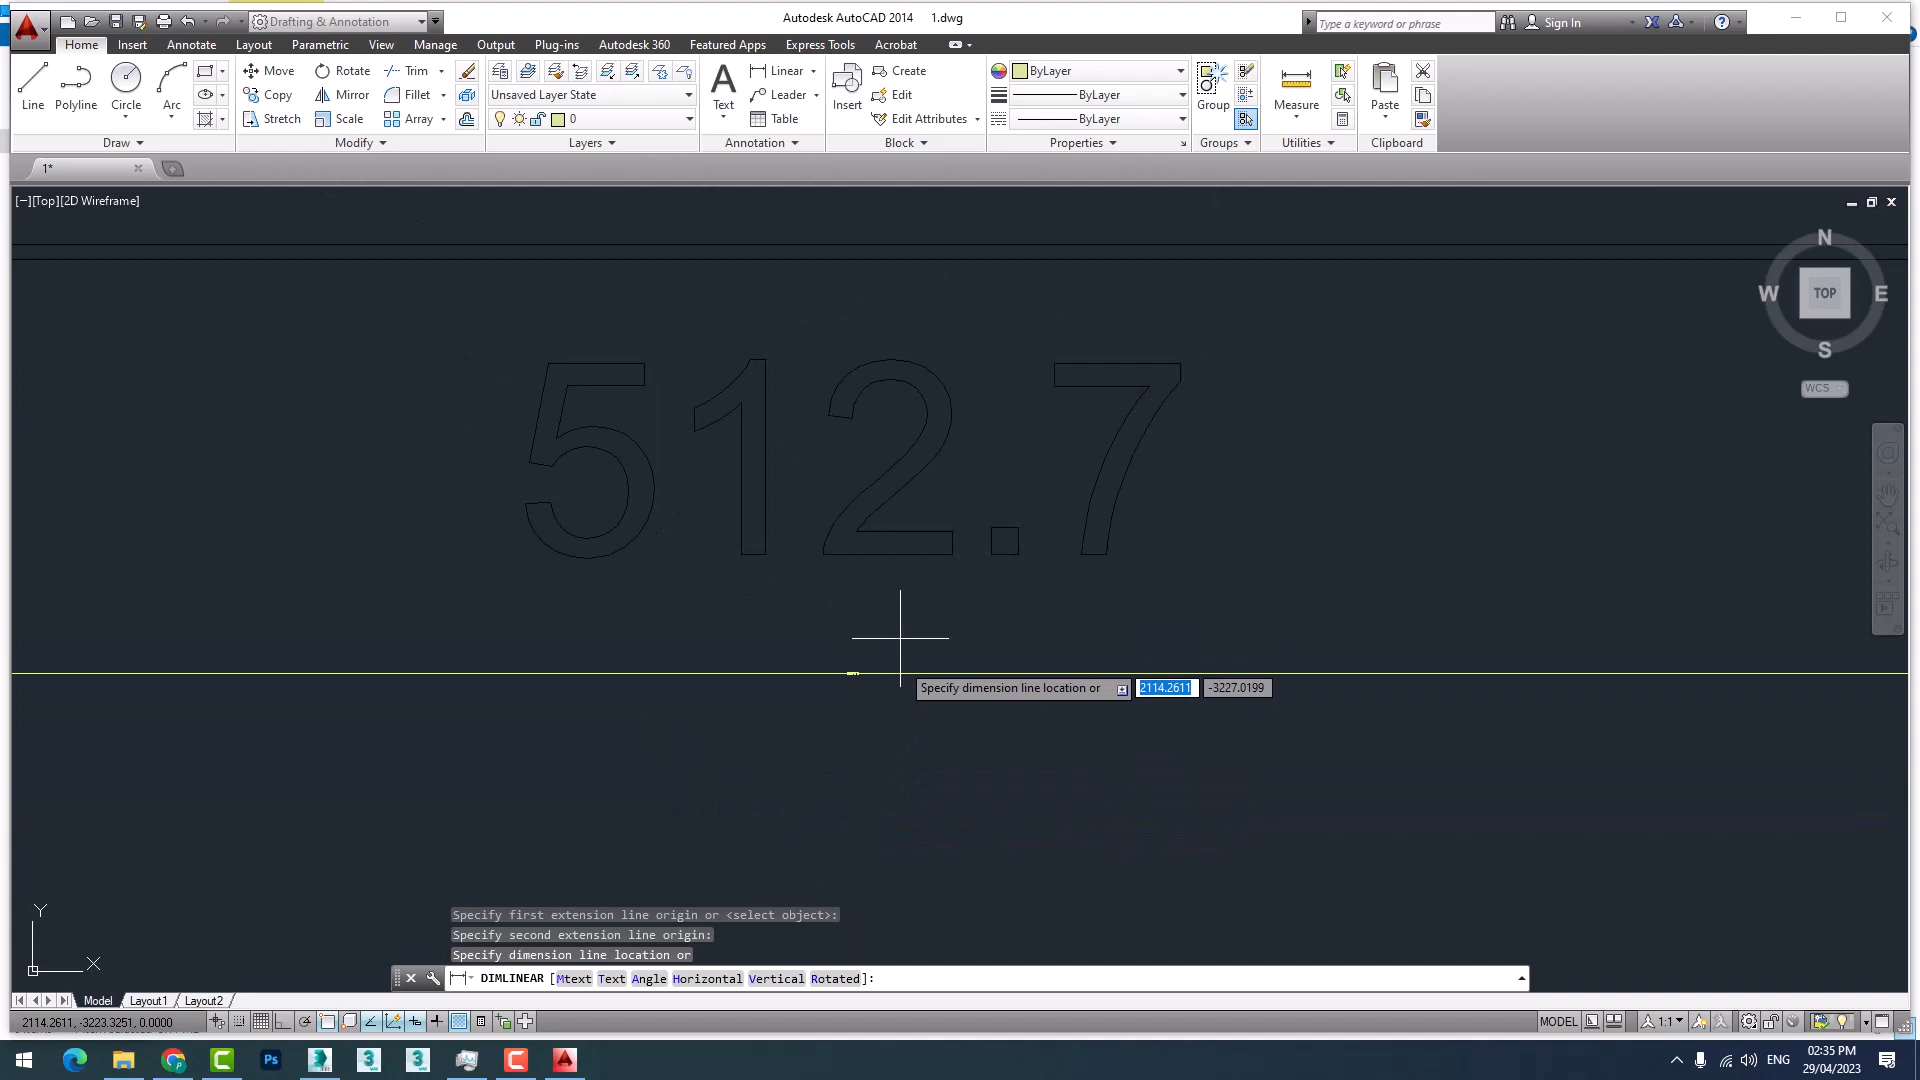 Drafting & Annotation
Autodesk AutoCAD 2014 1.dwg
Type a keyword or phrase
Sign In
Home Insert Annotate Layout Parametric View Manage Output Plug-ins Autodesk 360 Featured Apps Express Tools Acrobat
Line Polyline Circle Arc
Move Rotate Trim
Copy Mirror Fillet
Stretch Scale Array
Unsaved Layer State
0
Text
Linear
Leader
Table
Insert
Create
Edit
Edit Attributes
ByLayer
ByLayer
ByLayer
Group
Measure
Paste
Draw Modify Layers Annotation Block Properties Groups Utilities Clipboard
1*
[−][Top][2D Wireframe]
N
W TOP E
S
WCS
512.7
Specify dimension line location or 2114.2611 -3227.0199
Y
X
Specify first extension line origin or <select object>:
Specify second extension line origin:
Specify dimension line location or
DIMLINEAR [Mtext Text Angle Horizontal Vertical Rotated]:
Model Layout1 Layout2
2114.2611, -3223.3251, 0.0000
MODEL 1:1
Ps
ENG
02:35 PM
29/04/2023